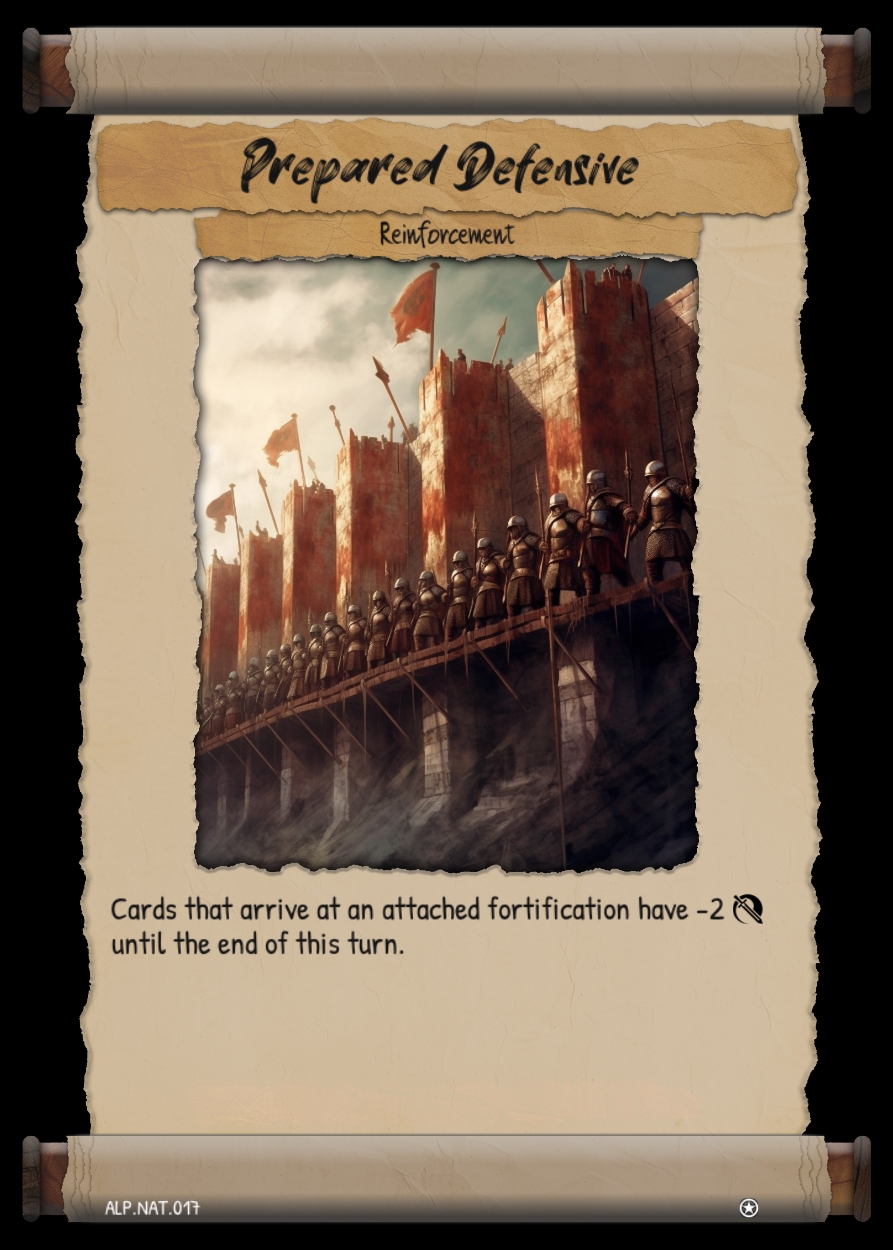 Prepared Defensive
Reinforcement
Cards that arrive at an attached fortification have -2
until the end of this turn.
ALP.NAT.017